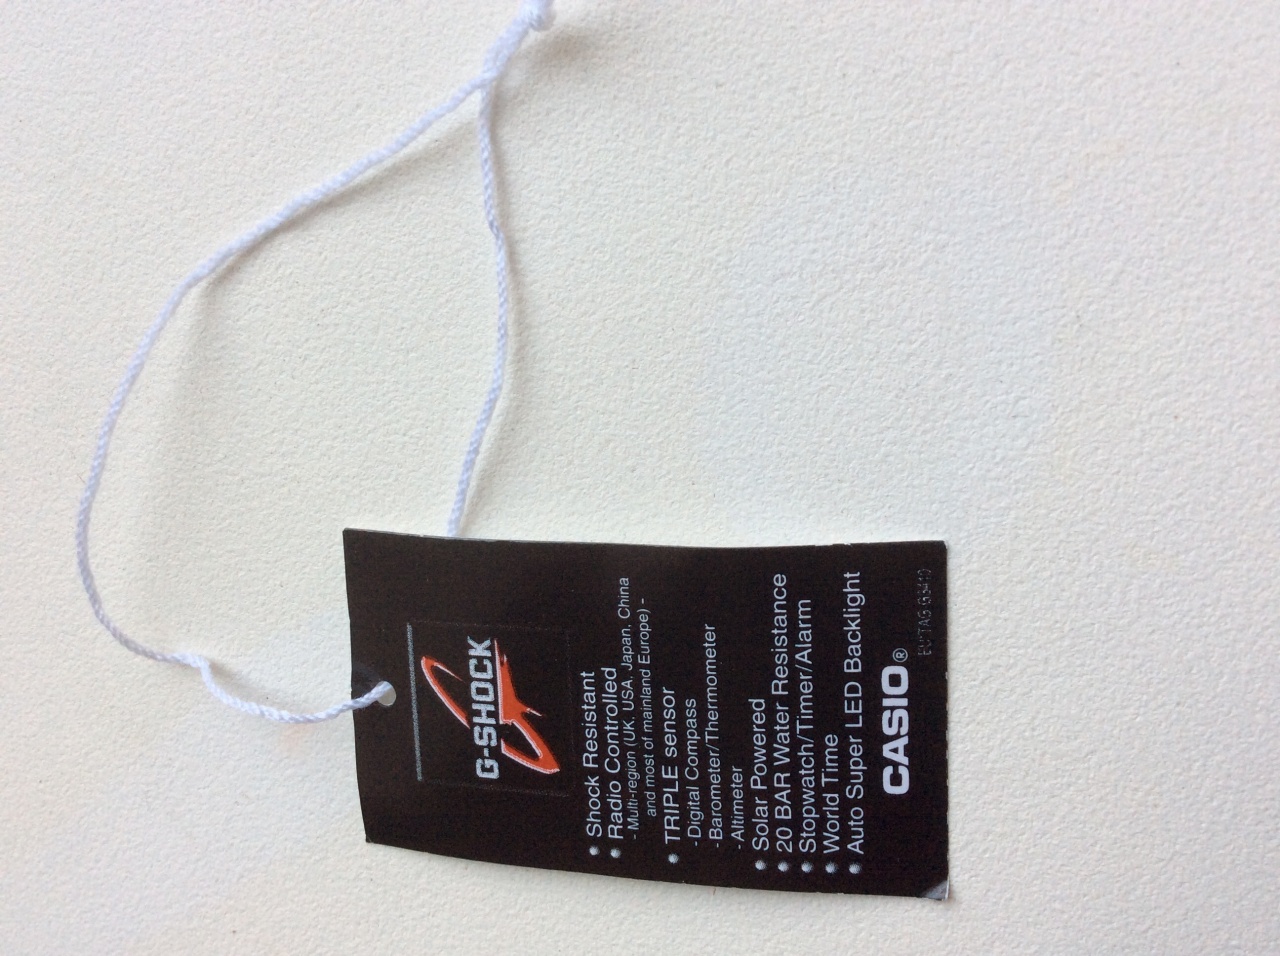 G-SHOCK
• Shock Resistant
• Radio Controlled
- Multi-region (UK, USA, Japan, China
and most of mainland Europe) -
• TRIPLE sensor
-Digital Compass
-Barometer/Thermometer
-Altimeter
• Solar Powered
• 20 BAR Water Resistance
• Stopwatch/Timer/Alarm
• World Time
• Auto Super LED Backlight
CASIO®